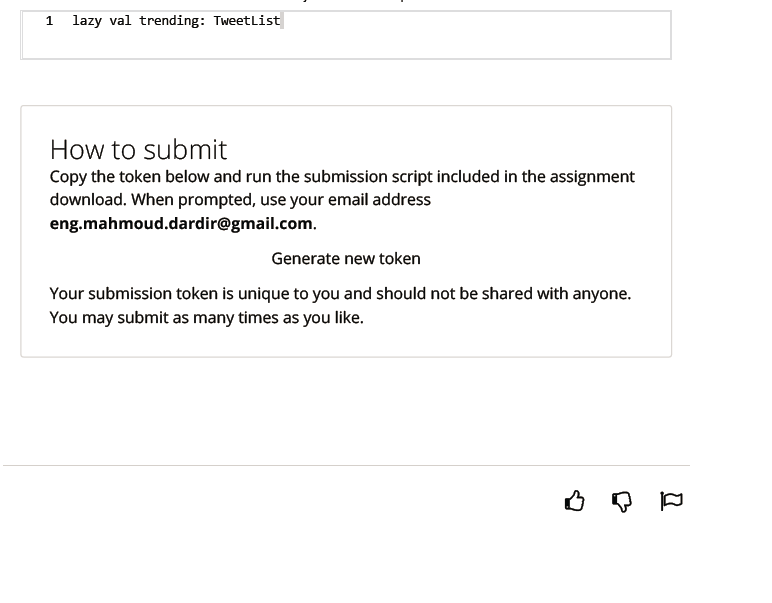 1 lazy val trending: TweetList
How to submit
Copy the token below and run the submission script included in the assignment
download. When prompted, use your email address
eng.mahmoud.dardir@gmail.com.
Generate new token
Your submission token is unique to you and should not be shared with anyone.
You may submit as many times as you like.